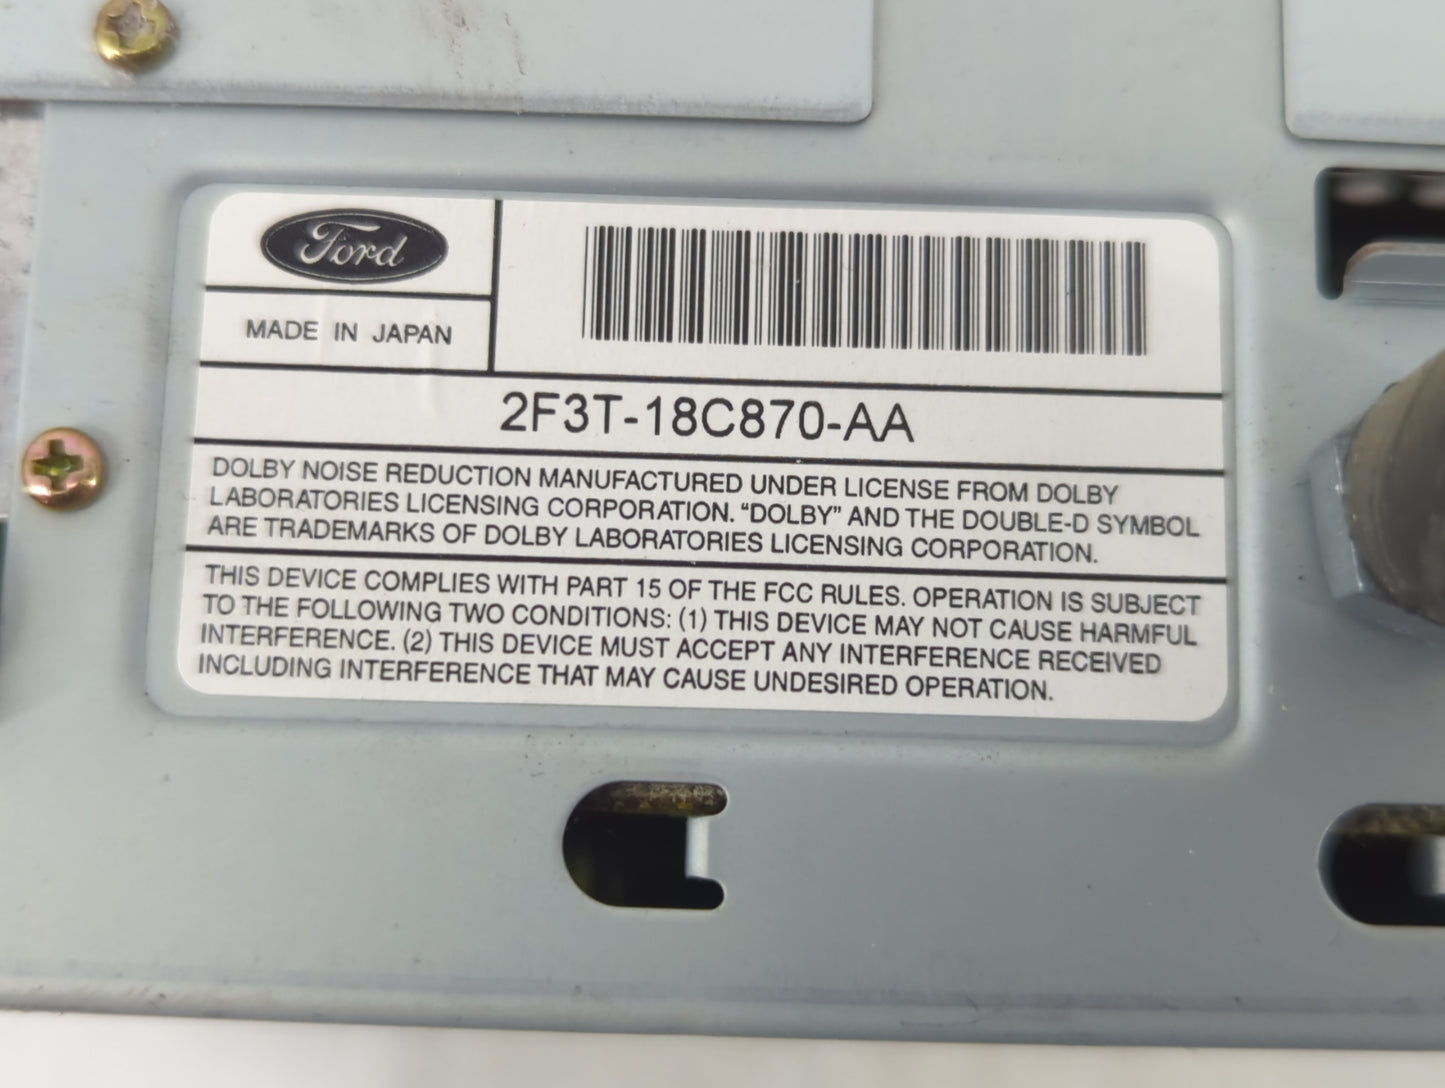 Ford
MADE IN JAPAN
2F3T-18C870-AA
DOLBY NOISE REDUCTION MANUFACTURED UNDER LICENSE FROM DOLBY
LABORATORIES LICENSING CORPORATION. “DOLBY” AND THE DOUBLE-D SYMBOL
ARE TRADEMARKS OF DOLBY LABORATORIES LICENSING CORPORATION.
THIS DEVICE COMPLIES WITH PART 15 OF THE FCC RULES. OPERATION IS SUBJECT
TO THE FOLLOWING TWO CONDITIONS: (1) THIS DEVICE MAY NOT CAUSE HARMFUL
INTERFERENCE. (2) THIS DEVICE MUST ACCEPT ANY INTERFERENCE RECEIVED
INCLUDING INTERFERENCE THAT MAY CAUSE UNDESIRED OPERATION.